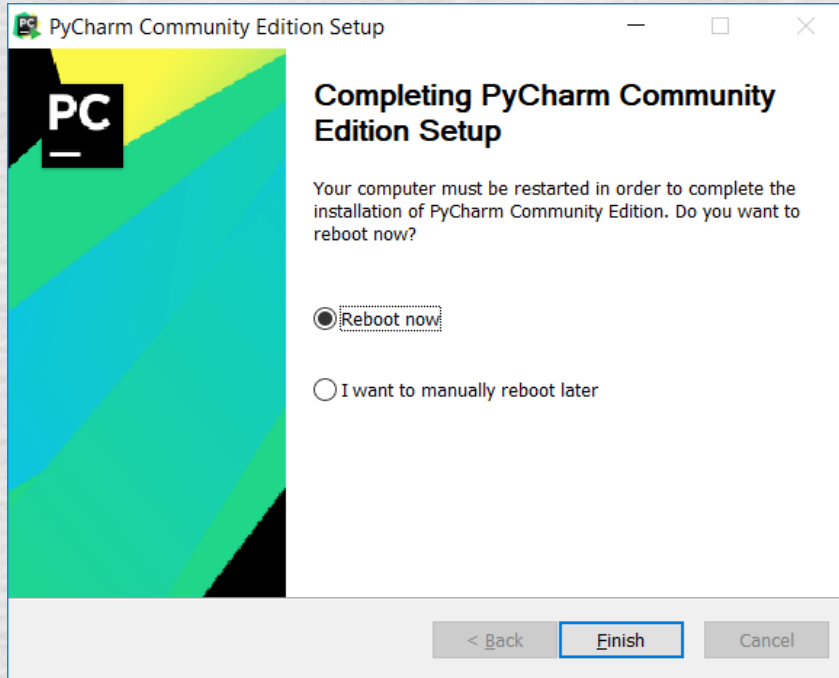 PyCharm Community Edition Setup
PC
Completing PyCharm Community
Edition Setup
Your computer must be restarted in order to complete the
installation of PyCharm Community Edition. Do you want to
reboot now?
Reboot now
I want to manually reboot later
< Back
Finish
Cancel